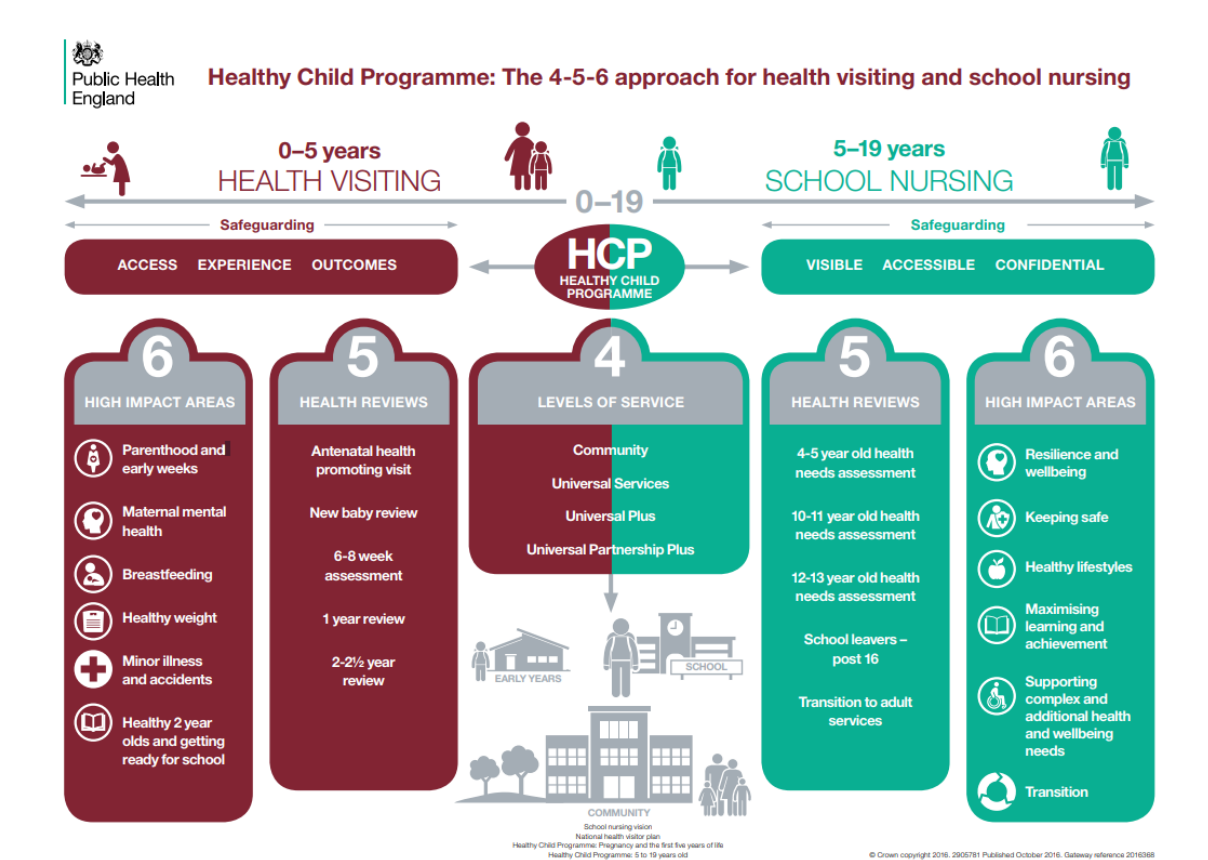 Public Health
England
Healthy Child Programme: The 4-5-6 approach for health visiting and school nursing
0–5 years
HEALTH VISITING
5–19 years
SCHOOL NURSING
0–19
Safeguarding
Safeguarding
ACCESS EXPERIENCE OUTCOMES
HCP
HEALTHY CHILD
PROGRAMME
VISIBLE ACCESSIBLE CONFIDENTIAL
6
HIGH IMPACT AREAS
Parenthood and
early weeks
Maternal mental
health
Breastfeeding
Healthy weight
Minor illness
and accidents
Healthy 2 year
olds and getting
ready for school
5
HEALTH REVIEWS
Antenatal health
promoting visit
New baby review
6-8 week
assessment
1 year review
2-2½ year
review
4
LEVELS OF SERVICE
Community
Universal Services
Universal Plus
Universal Partnership Plus
EARLY YEARS
SCHOOL
COMMUNITY
School nursing vision
National health visitor plan
Healthy Child Programme: Pregnancy and the first five years of life
Healthy Child Programme: 5 to 19 years old
5
HEALTH REVIEWS
4-5 year old health
needs assessment
10-11 year old health
needs assessment
12-13 year old health
needs assessment
School leavers –
post 16
Transition to adult
services
6
HIGH IMPACT AREAS
Resilience and
wellbeing
Keeping safe
Healthy lifestyles
Maximising
learning and
achievement
Supporting
complex and
additional health
and wellbeing
needs
Transition
© Crown copyright 2016. 2905781 Published October 2016. Gateway reference 2016368